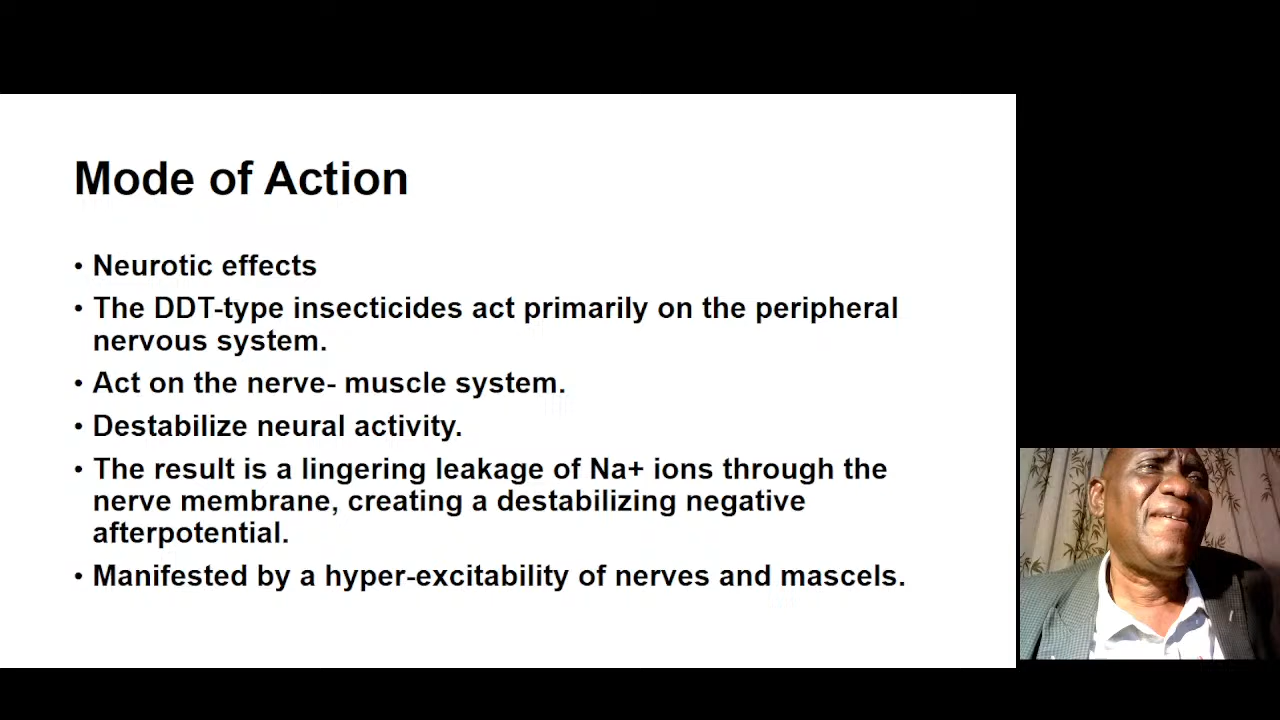 Mode of Action
• Neurotic effects
• The DDT-type insecticides act primarily on the peripheral
nervous system.
• Act on the nerve- muscle system.
• Destabilize neural activity.
• The result is a lingering leakage of Na+ ions through the
nerve membrane, creating a destabilizing negative
afterpotential.
• Manifested by a hyper-excitability of nerves and mascels.